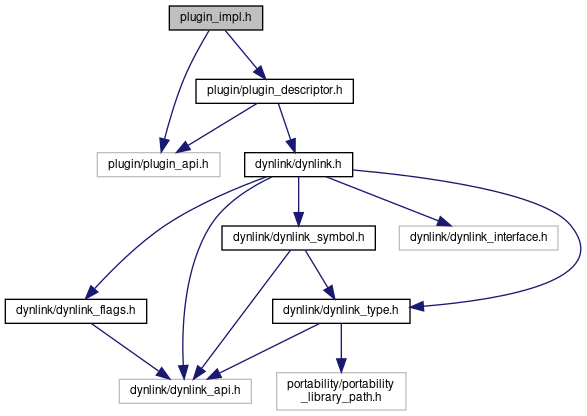 plugin_impl.h
plugin/plugin_descriptor.h
plugin/plugin_api.h
dynlink/dynlink.h
dynlink/dynlink_symbol.h
dynlink/dynlink_interface.h
dynlink/dynlink_flags.h
dynlink/dynlink_type.h
dynlink/dynlink_api.h
portability/portability
_library_path.h